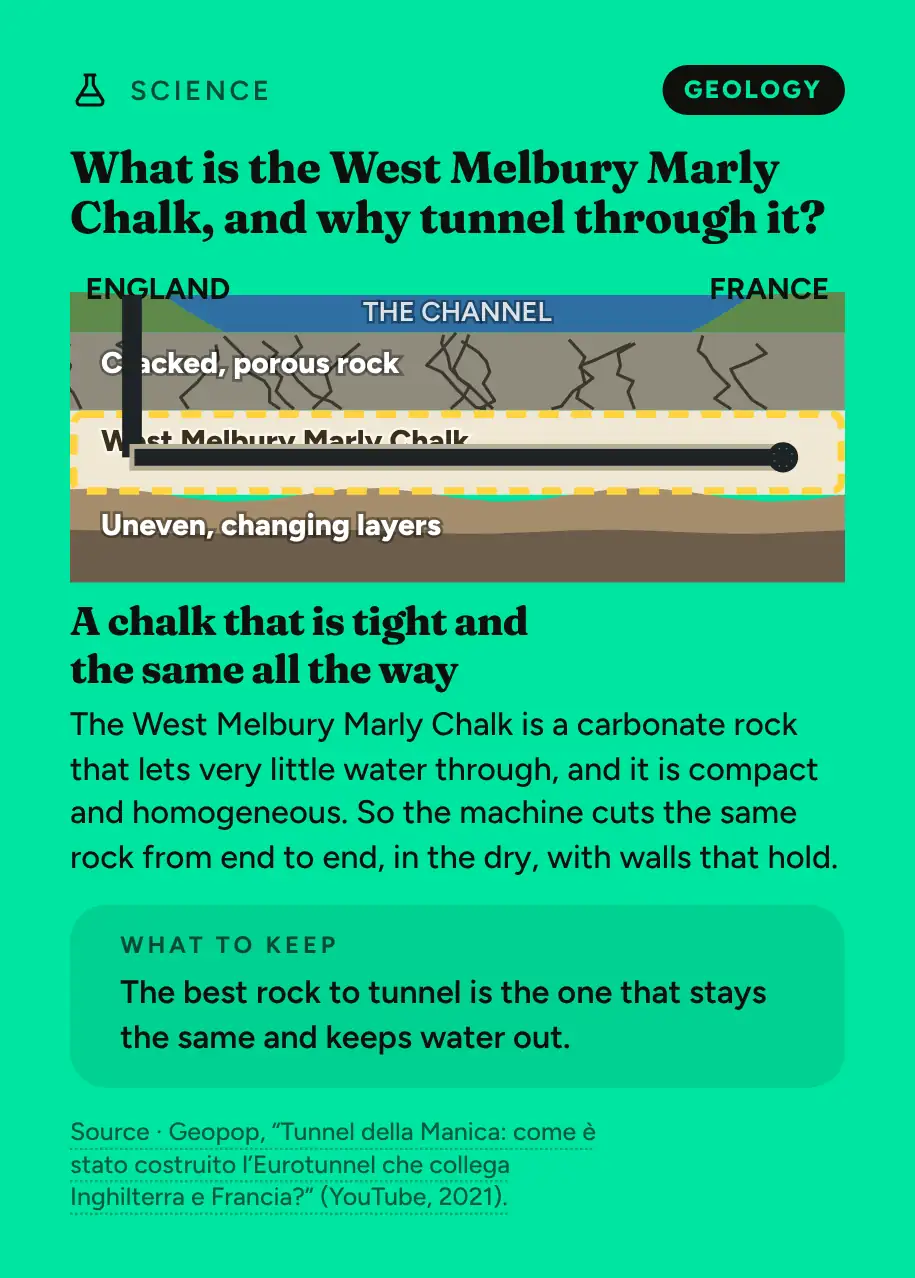 SCIENCE
GEOLOGY
What is the West Melbury Marly
Chalk, and why tunnel through it?
ENGLAND
FRANCE
THE CHANNEL
Cracked, porous rock
West Melbury Marly Chalk
Uneven, changing layers
A chalk that is tight and
the same all the way
The West Melbury Marly Chalk is a carbonate rock
that lets very little water through, and it is compact
and homogeneous. So the machine cuts the same
rock from end to end, in the dry, with walls that hold.
WHAT TO KEEP
The best rock to tunnel is the one that stays
the same and keeps water out.
Source · Geopop, “Tunnel della Manica: come è
stato costruito l’Eurotunnel che collega
Inghilterra e Francia?” (YouTube, 2021).